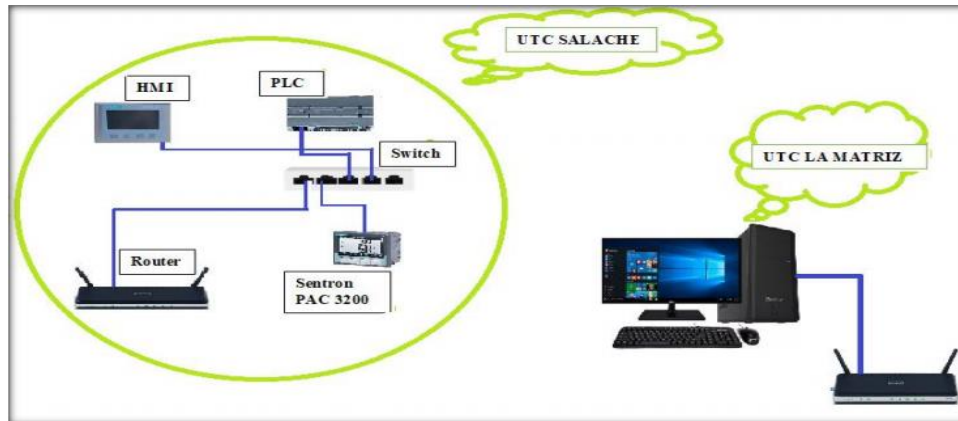 UTC SALACHE
HMI
PLC
Switch
UTC LA MATRIZ
Router
Sentron
PAC 3200